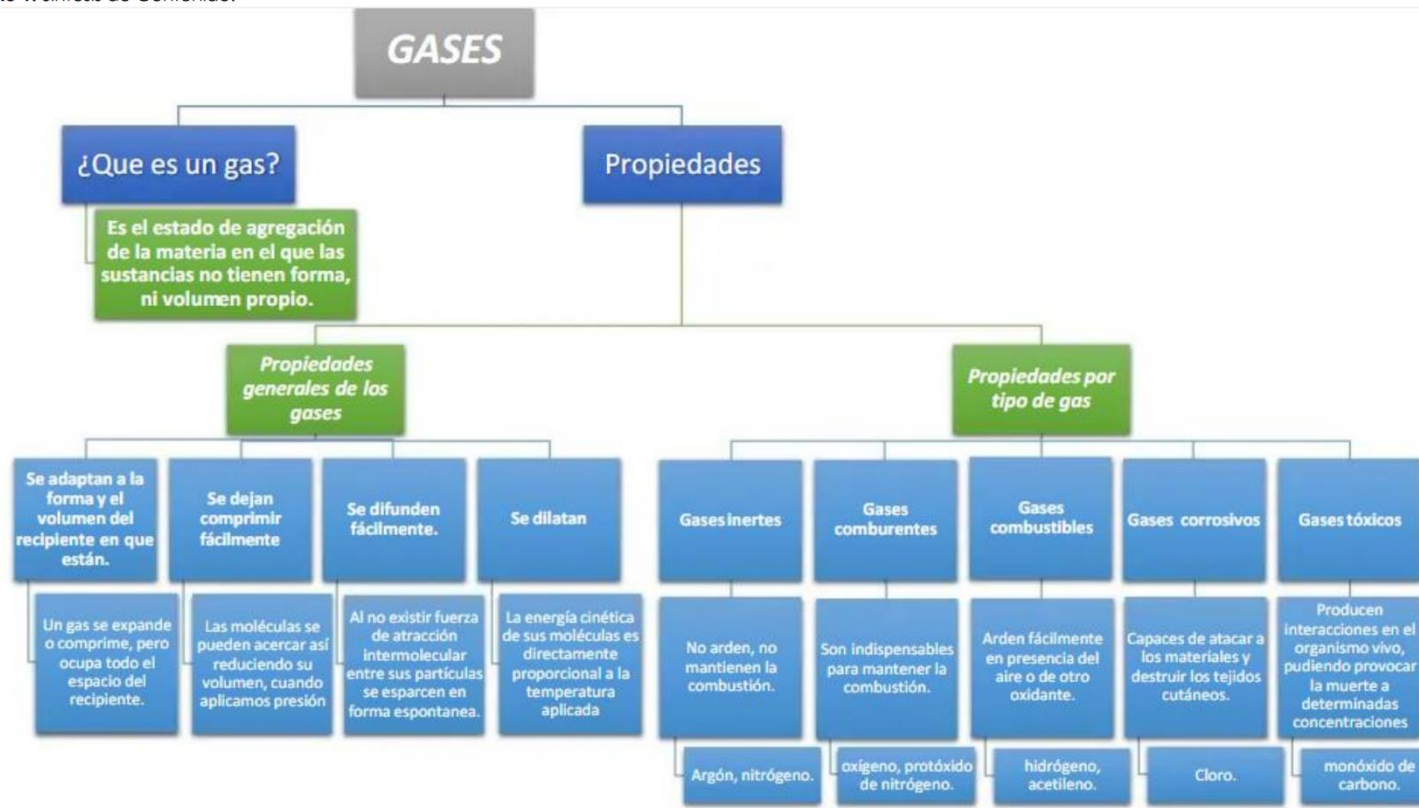 síntesis de Contenido.
GASES
¿Que es un gas?
Propiedades
Es el estado de agregación
de la materia en el que las
sustancias no tienen forma,
ni volumen propio.
Propiedades
generales de los
gases
Propiedades por
tipo de gas
Se adaptan a la
forma y el
volumen del
recipiente en que
están.
Se dejan
comprimir
fácilmente
Se difunden
fácilmente.
Se dilatan
Gases inertes
Gases
comburentes
Gases
combustibles
Gases corrosivos
Gases tóxicos
Un gas se expande
o comprime, pero
ocupa todo el
espacio del
recipiente.
Las moléculas se
pueden acercar así
reduciendo su
volumen, cuando
aplicamos presión
Al no existir fuerza
de atracción
intermolecular
entre sus partículas
se esparcen en
forma espontanea.
La energía cinética
de sus moléculas es
directamente
proporcional a la
temperatura
aplicada
No arden, no
mantienen la
combustión.
Son indispensables
para mantener la
combustión.
Arden fácilmente
en presencia del
aire o de otro
oxidante.
Capaces de atacar a
los materiales y
destruir los tejidos
cutáneos.
Producen
interacciones en el
organismo vivo,
pudiendo provocar
la muerte a
determinadas
concentraciones
Argón, nitrógeno.
oxígeno, protóxido
de nitrógeno.
hidrógeno,
acetileno.
Cloro.
monóxido de
carbono.